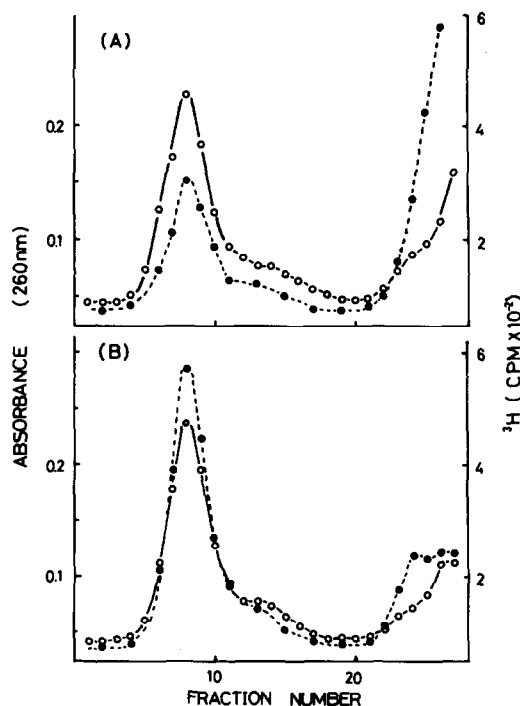 (A)
6
0.2
4
0.1
2
(B)
6
0.2
4
0.1
2
10
20
FRACTION NUMBER
ABSORBANCE (260nm)
³H ( CPM X10⁻²)